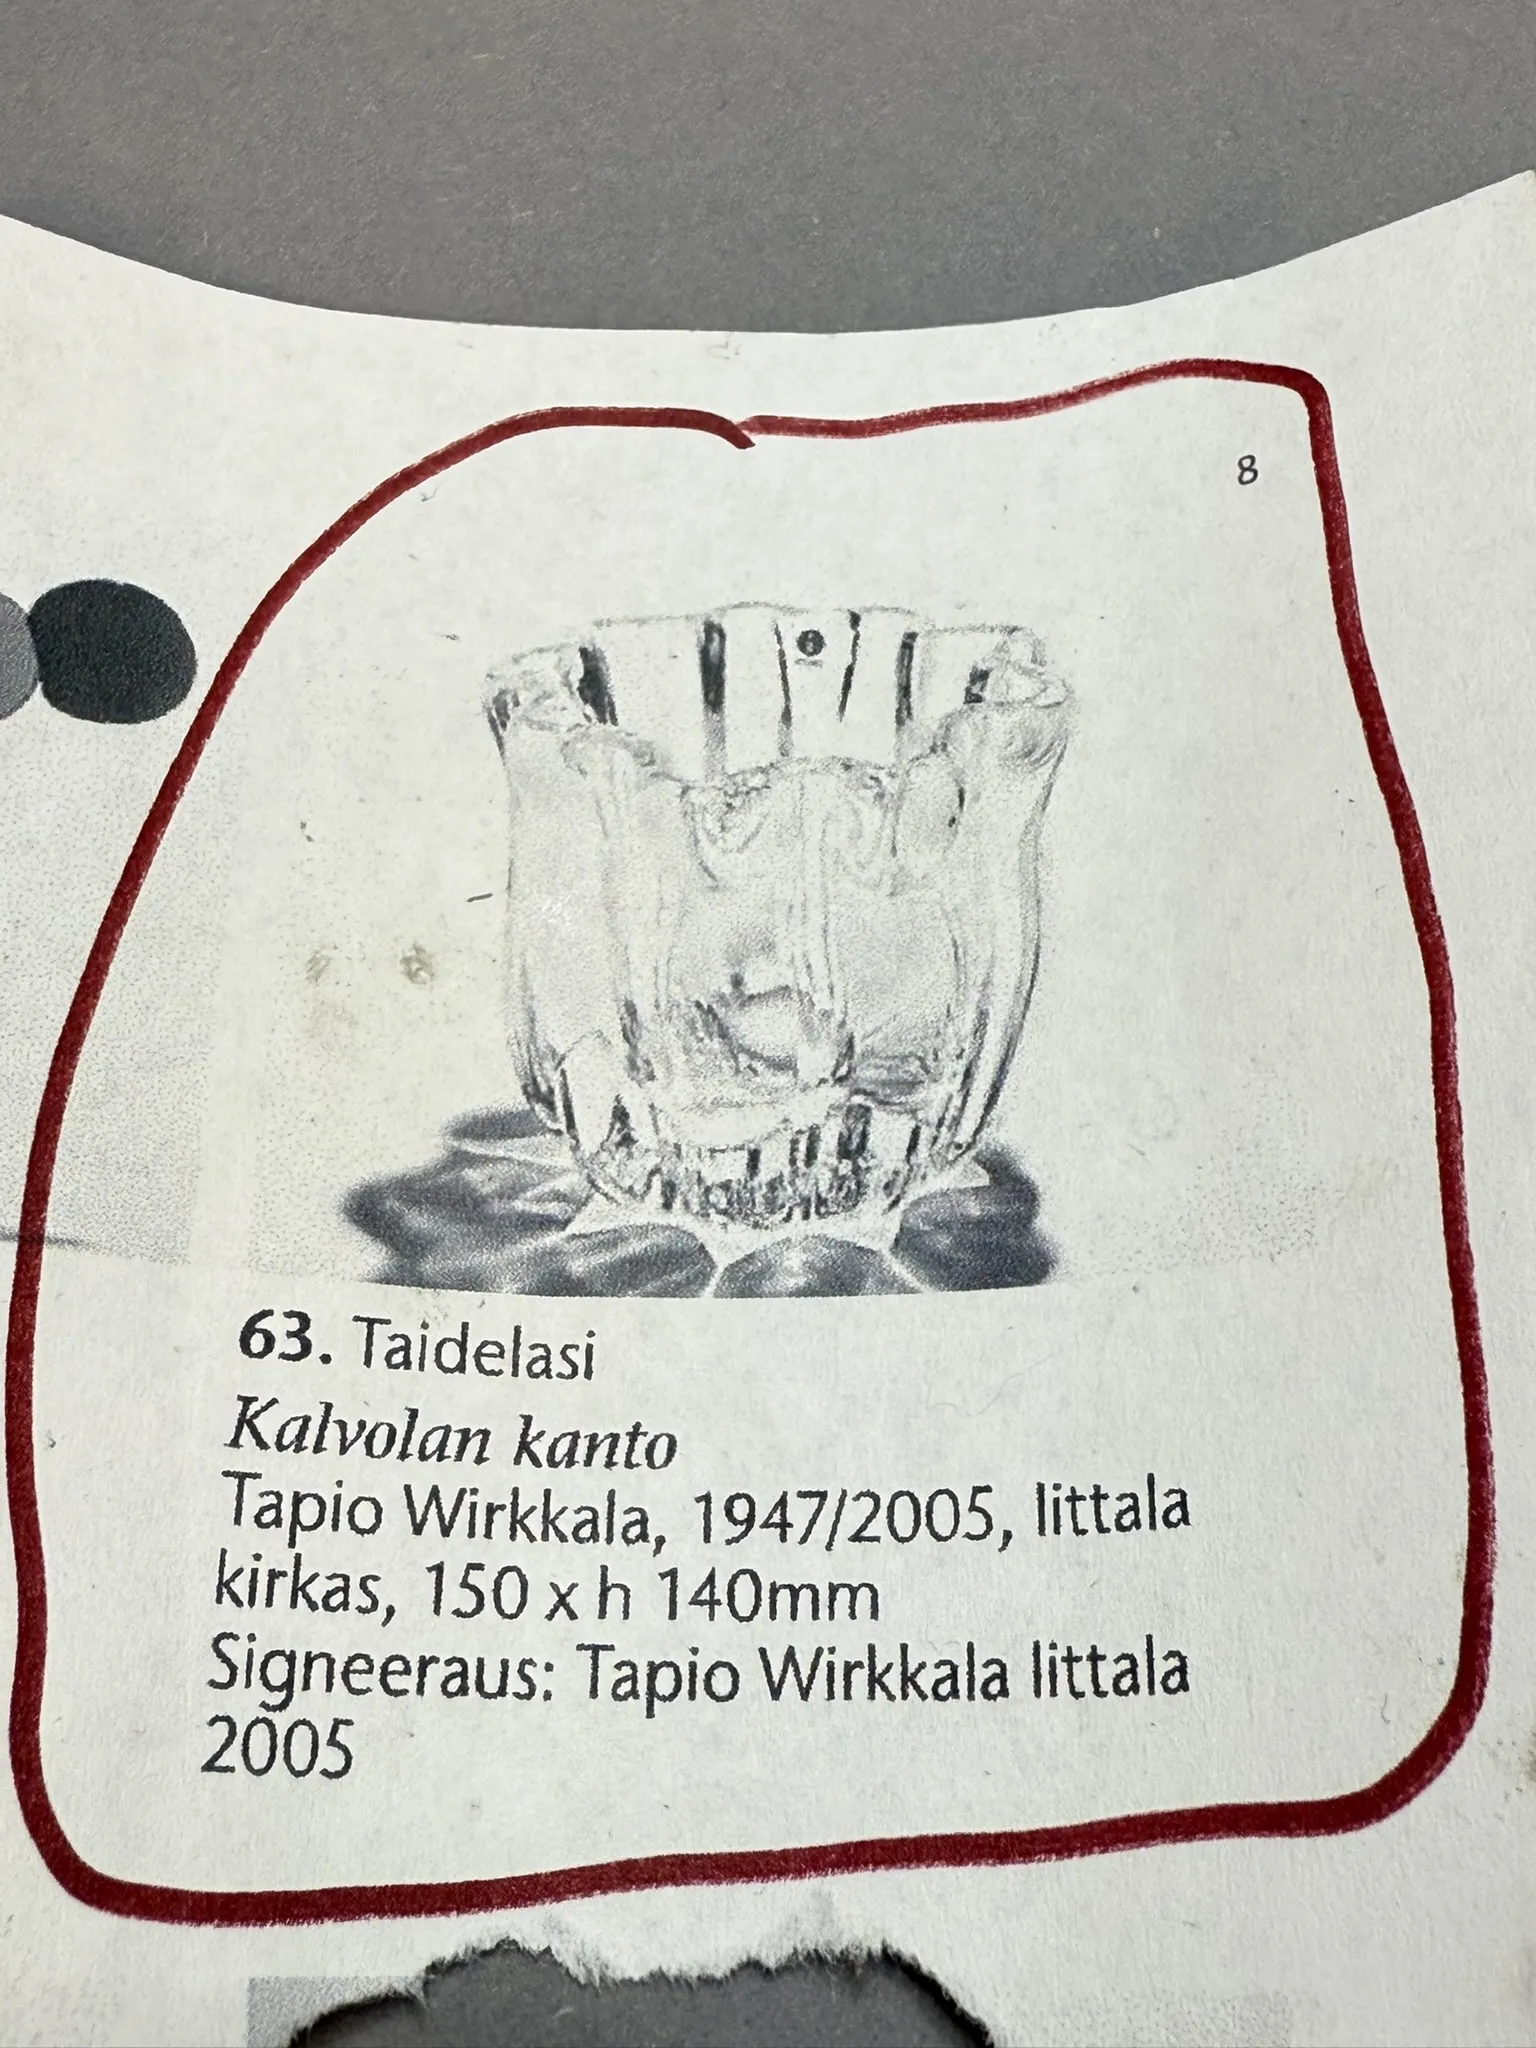 8
63. Taidelasi
Kalvolan kanto
Tapio Wirkkala, 1947/2005, Iittala
kirkas, 150 x h 140mm
Signeeraus: Tapio Wirkkala Iittala
2005